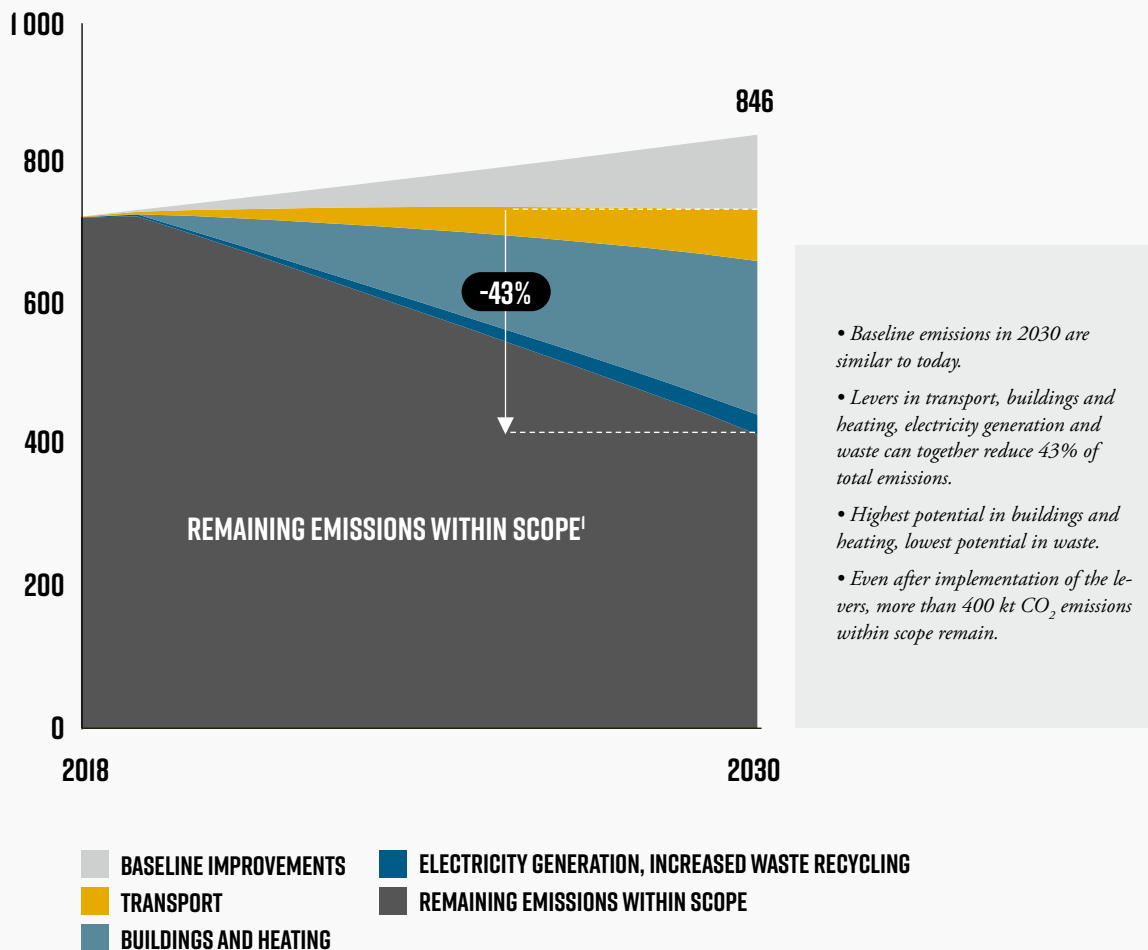 1 000
846
800
600
-43%
400
REMAINING EMISSIONS WITHIN SCOPE¹
200
0
2018
2030
• Baseline emissions in 2030 are
similar to today.
• Levers in transport, buildings and
heating, electricity generation and
waste can together reduce 43% of
total emissions.
• Highest potential in buildings and
heating, lowest potential in waste.
• Even after implementation of the le-
vers, more than 400 kt CO₂ emissions
within scope remain.
BASELINE IMPROVEMENTS
TRANSPORT
BUILDINGS AND HEATING
ELECTRICITY GENERATION, INCREASED WASTE RECYCLING
REMAINING EMISSIONS WITHIN SCOPE